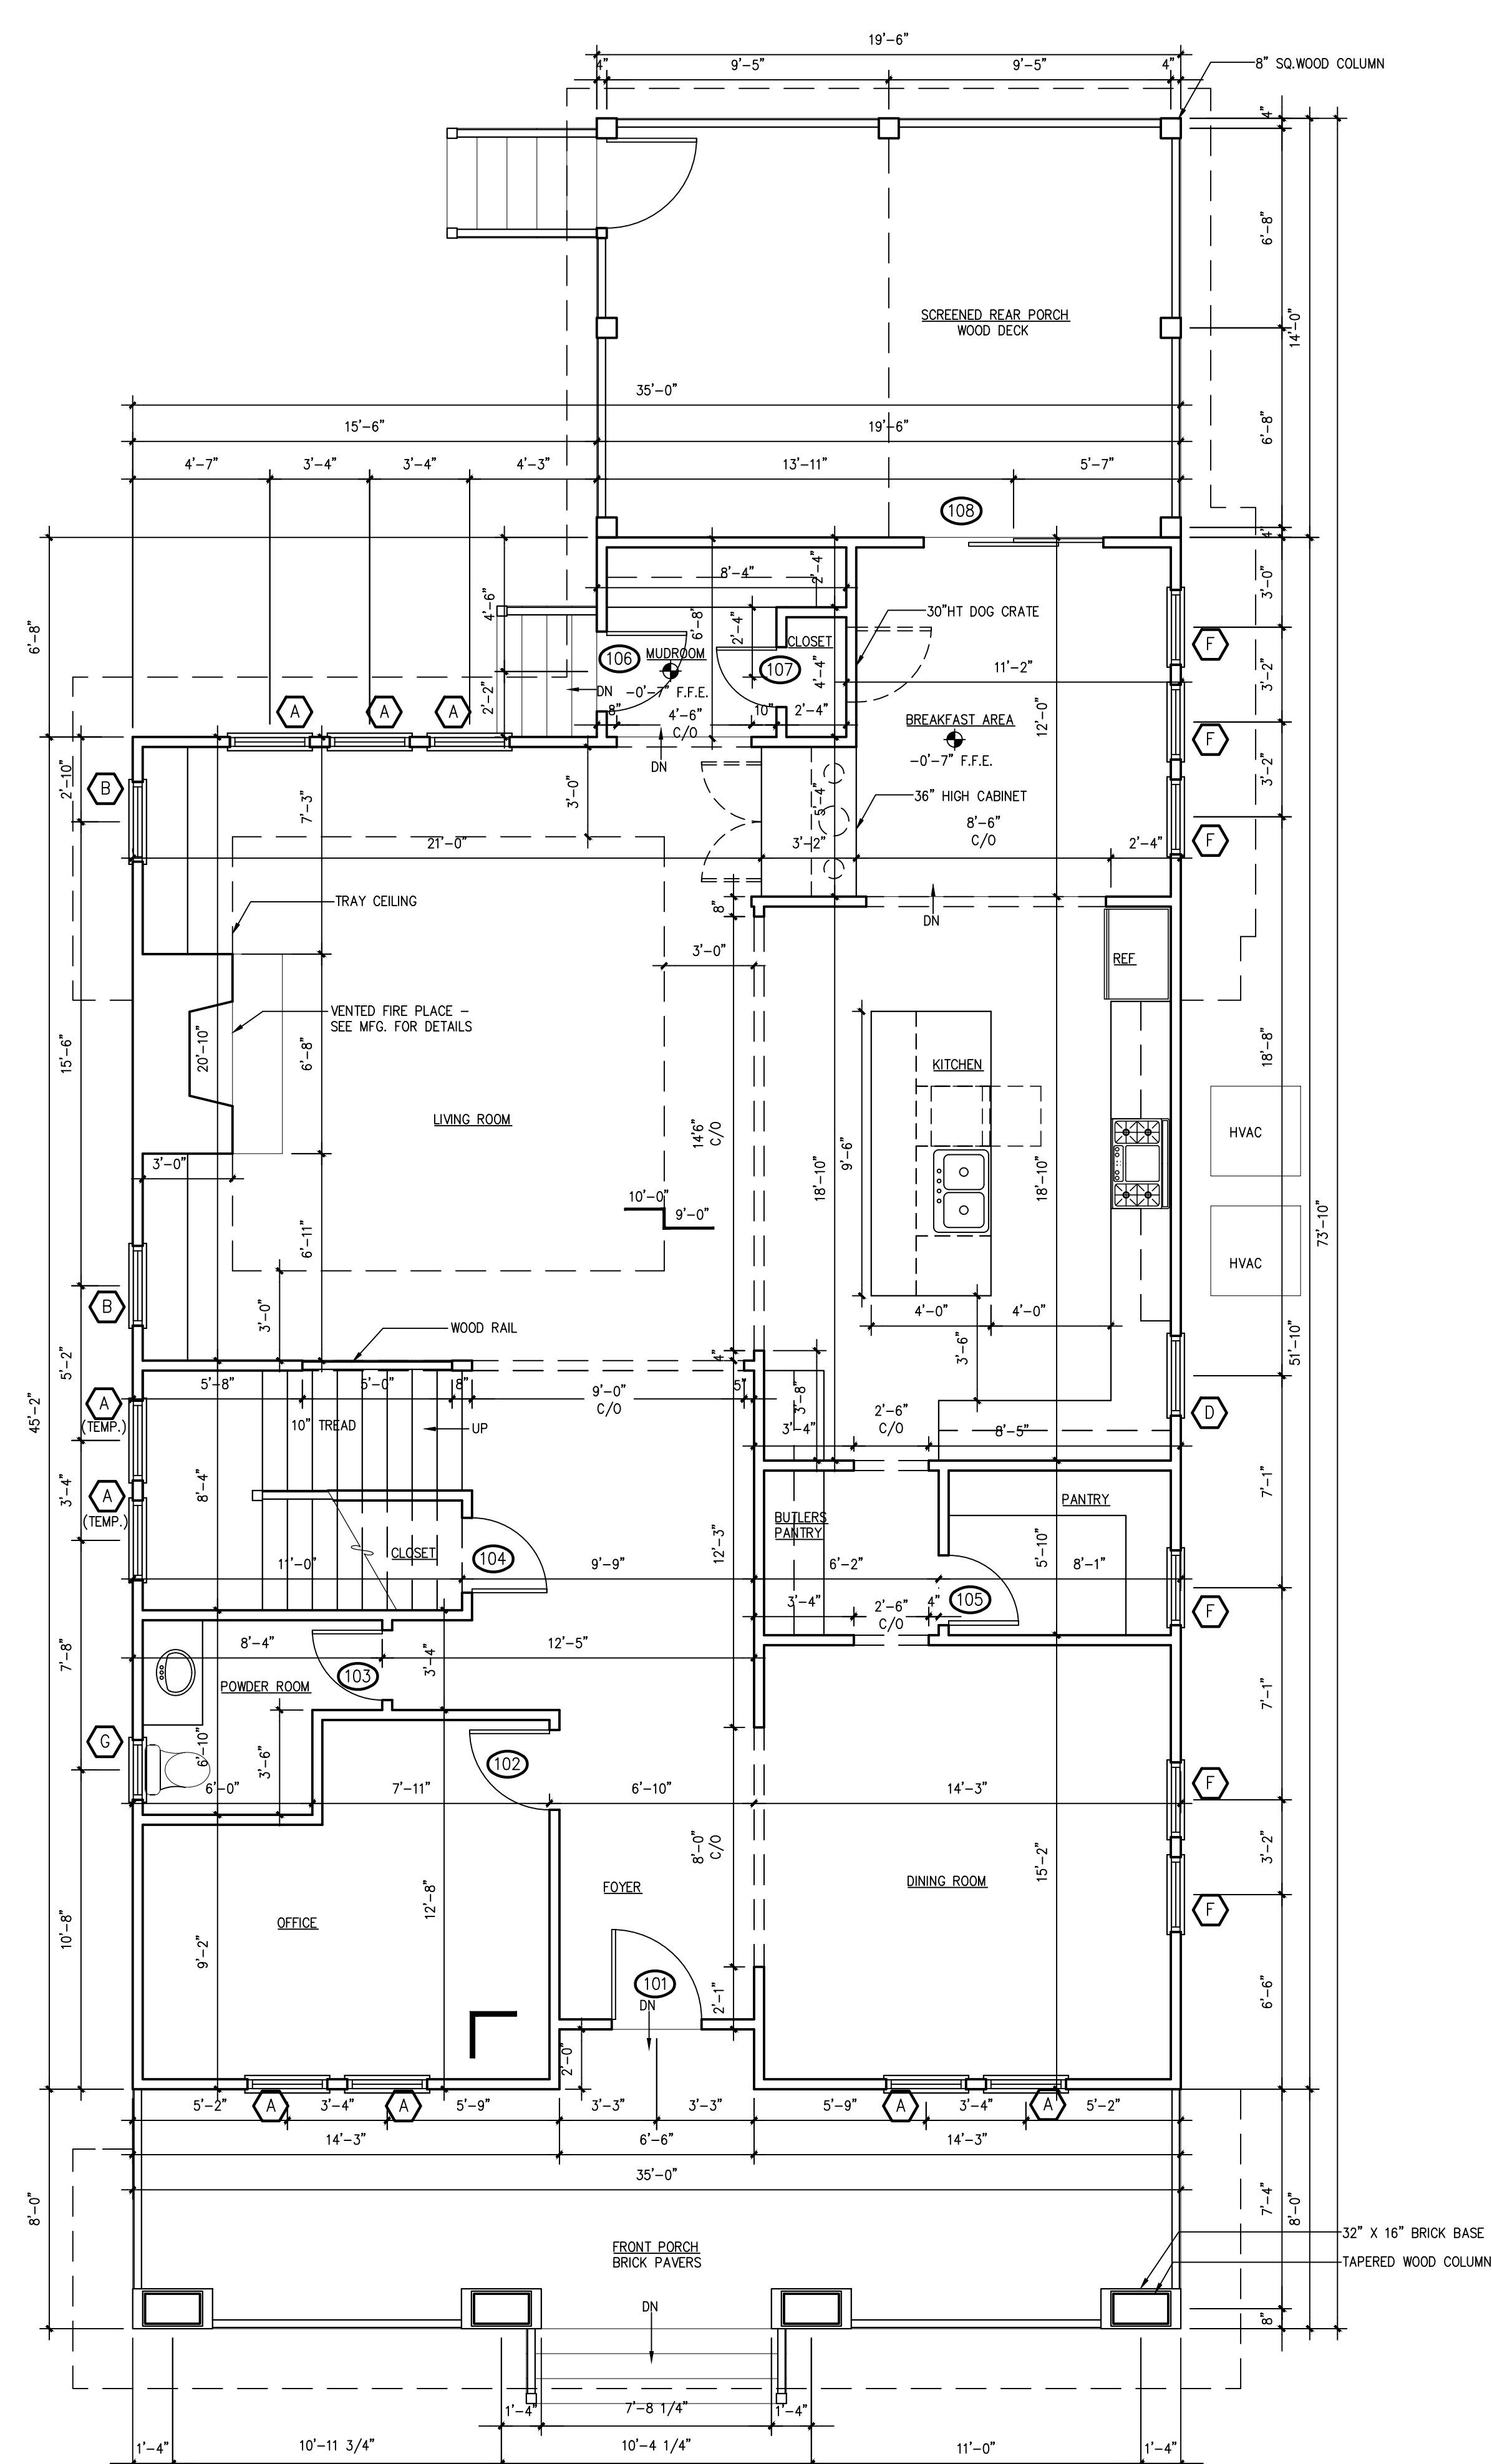 19'-6"
4"
9'-5"
9'-5"
4"
8" SQ.WOOD COLUMN
4"
6'-8"
SCREENED REAR PORCH
WOOD DECK
14'-0"
35'-0"
15'-6"
19'-6"
6'-8"
4'-7"
3'-4"
3'-4"
4'-3"
13'-11"
5'-7"
108
4"
8'-4"
2'-4"
3'-0"
6'-8"
4'-6"
6'-8"
2'-4"
30"HT DOG CRATE
CLOSET
106
MUDROOM
107
4'-4"
11'-2"
F
3'-2"
2'-2"
DN
-0'-7" F.F.E.
A
A
A
8"
4'-6"
C/O
10"
2'-4"
BREAKFAST AREA
12'-0"
F
DN
-0'-7" F.F.E.
2'-10"
B
7'-3"
3'-0"
5'-4"
36" HIGH CABINET
3'-2"
21'-0"
3'-2"
8'-6"
C/O
2'-4"
F
TRAY CEILING
8"
DN
3'-0"
REF
VENTED FIRE PLACE -
SEE MFG. FOR DETAILS
15'-6"
20'-10"
6'-8"
18'-8"
KITCHEN
LIVING ROOM
14'6"
C/O
9'-6"
18'-10"
18'-10"
HVAC
3'-0"
10'-0"
9'-0"
6'-11"
73'-10"
HVAC
B
3'-0"
4'-0"
4'-0"
WOOD RAIL
3'-6"
51'-10"
5'-2"
4"
5'-8"
5'-0"
8"
9'-0"
C/O
5"
3'-8"
45'-2"
A
(TEMP.)
10" TREAD
UP
3'-4"
2'-6"
C/O
8'-5"
D
3'-4"
A
(TEMP.)
8'-4"
7'-1"
PANTRY
BUTLERS
PANTRY
CLOSET
104
12'-3"
5'-10"
11'-0"
9'-9"
6'-2"
8'-1"
105
3'-4"
2'-6"
C/O
4"
F
7'-8"
8'-4"
12'-5"
3'-4"
103
POWDER ROOM
7'-1"
G
6'-10"
3'-6"
102
6'-0"
7'-11"
6'-10"
14'-3"
F
8'-0"
C/O
3'-2"
15'-2"
FOYER
DINING ROOM
12'-8"
F
OFFICE
10'-8"
9'-2"
101
DN
2'-1"
6'-6"
2'-0"
5'-2"
A
3'-4"
A
5'-9"
3'-3"
3'-3"
5'-9"
A
3'-4"
A
5'-2"
14'-3"
6'-6"
14'-3"
35'-0"
8'-0"
7'-4"
8'-0"
32" X 16" BRICK BASE
FRONT PORCH
BRICK PAVERS
TAPERED WOOD COLUMN
DN
8"
1'-4"
7'-8 1/4"
1'-4"
1'-4"
10'-11 3/4"
10'-4 1/4"
11'-0"
1'-4"